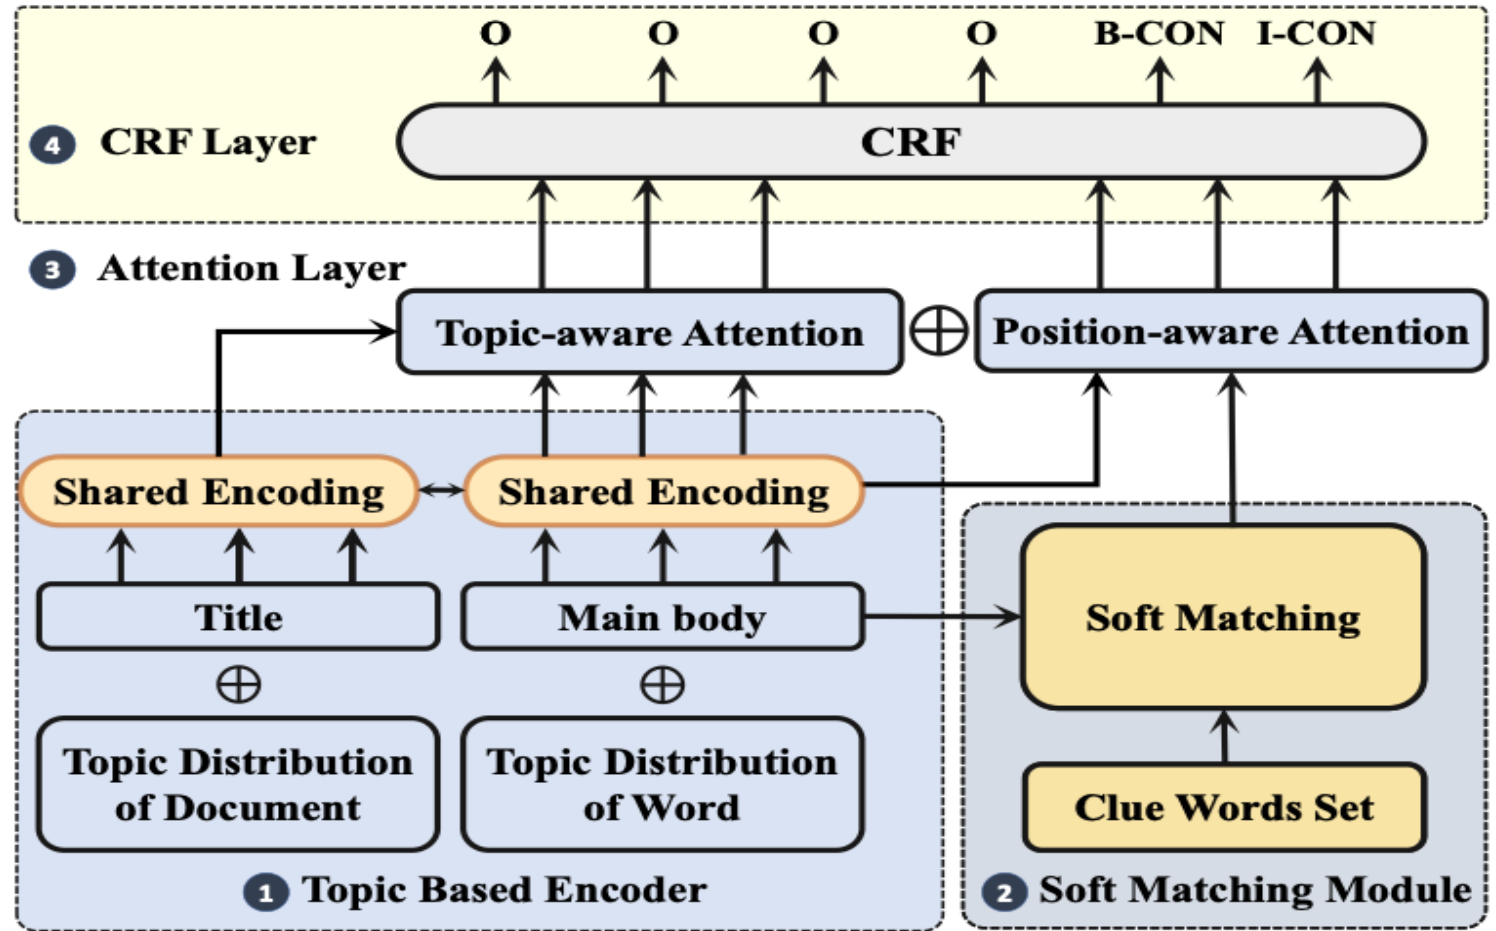 O O O O B-CON I-CON
4 CRF Layer
CRF
3 Attention Layer
Topic-aware Attention
Position-aware Attention
Shared Encoding
Shared Encoding
Title
Main body
Soft Matching
Topic Distribution
of Document
Topic Distribution
of Word
Clue Words Set
1 Topic Based Encoder
2 Soft Matching Module